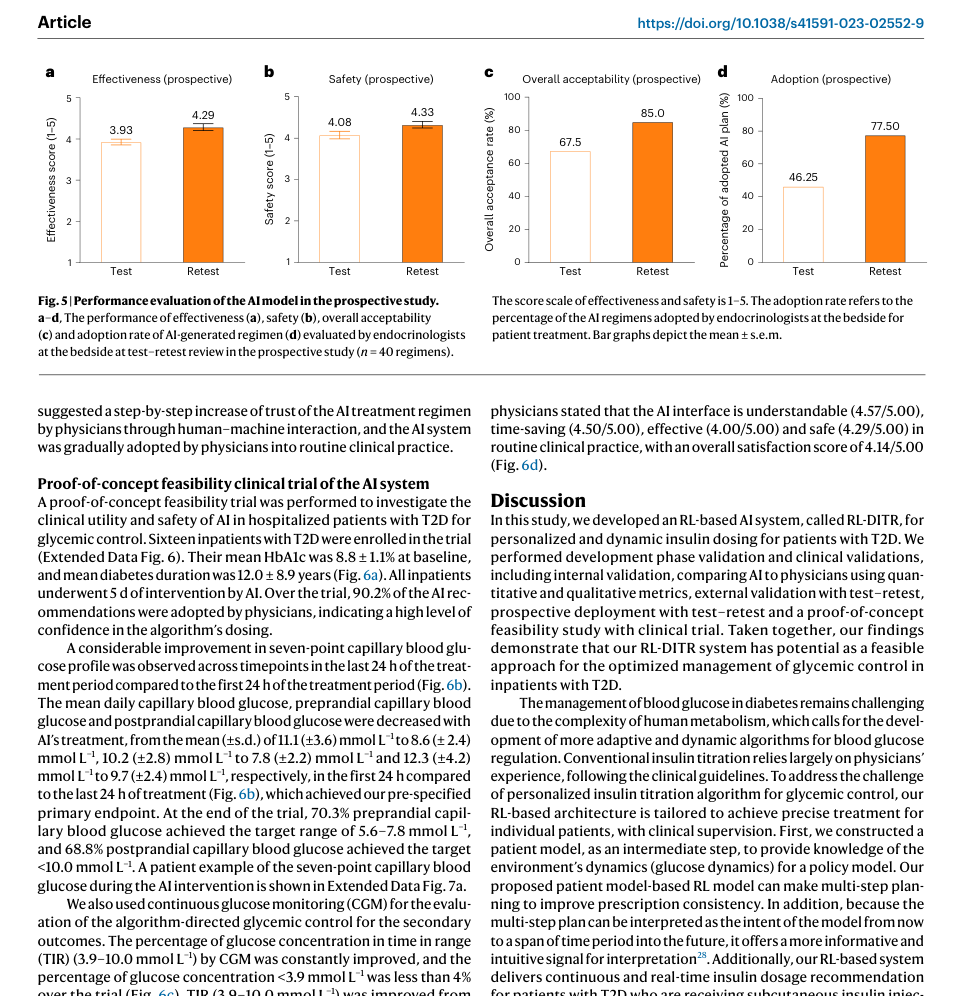 Article
https://doi.org/10.1038/s41591-023-02552-9
a
Effectiveness (prospective)
Effectiveness score (1–5)
5
4
3
2
1
3.93
4.29
Test
Retest
b
Safety (prospective)
Safety score (1–5)
5
4
3
2
1
4.08
4.33
Test
Retest
c
Overall acceptability (prospective)
Overall acceptance rate (%)
100
80
60
40
20
0
67.5
85.0
Test
Retest
d
Adoption (prospective)
Percentage of adopted AI plan (%)
100
80
60
40
20
0
46.25
77.50
Test
Retest
Fig. 5 | Performance evaluation of the AI model in the prospective study.
a–d, The performance of effectiveness (a), safety (b), overall acceptability
(c) and adoption rate of AI-generated regimen (d) evaluated by endocrinologists
at the bedside at test–retest review in the prospective study (n = 40 regimens).
The score scale of effectiveness and safety is 1–5. The adoption rate refers to the
percentage of the AI regimens adopted by endocrinologists at the bedside for
patient treatment. Bar graphs depict the mean ± s.e.m.
suggested a step-by-step increase of trust of the AI treatment regimen
by physicians through human–machine interaction, and the AI system
was gradually adopted by physicians into routine clinical practice.
Proof-of-concept feasibility clinical trial of the AI system
A proof-of-concept feasibility trial was performed to investigate the
clinical utility and safety of AI in hospitalized patients with T2D for
glycemic control. Sixteen inpatients with T2D were enrolled in the trial
(Extended Data Fig. 6). Their mean HbA1c was 8.8 ± 1.1% at baseline,
and mean diabetes duration was 12.0 ± 8.9 years (Fig. 6a). All inpatients
underwent 5 d of intervention by AI. Over the trial, 90.2% of the AI rec-
ommendations were adopted by physicians, indicating a high level of
confidence in the algorithm's dosing.
A considerable improvement in seven-point capillary blood glu-
cose profile was observed across timepoints in the last 24 h of the treat-
ment period compared to the first 24 h of the treatment period (Fig. 6b).
The mean daily capillary blood glucose, preprandial capillary blood
glucose and postprandial capillary blood glucose were decreased with
AI's treatment, from the mean (±s.d.) of 11.1 (±3.6) mmol L⁻¹ to 8.6 (± 2.4)
mmol L⁻¹, 10.2 (±2.8) mmol L⁻¹ to 7.8 (±2.2) mmol L⁻¹ and 12.3 (±4.2)
mmol L⁻¹ to 9.7 (±2.4) mmol L⁻¹, respectively, in the first 24 h compared
to the last 24 h of treatment (Fig. 6b), which achieved our pre-specified
primary endpoint. At the end of the trial, 70.3% preprandial capil-
lary blood glucose achieved the target range of 5.6–7.8 mmol L⁻¹,
and 68.8% postprandial capillary blood glucose achieved the target
<10.0 mmol L⁻¹. A patient example of the seven-point capillary blood
glucose during the AI intervention is shown in Extended Data Fig. 7a.
We also used continuous glucose monitoring (CGM) for the evalu-
ation of the algorithm-directed glycemic control for the secondary
outcomes. The percentage of glucose concentration in time in range
(TIR) (3.9–10.0 mmol L⁻¹) by CGM was constantly improved, and the
percentage of glucose concentration <3.9 mmol L⁻¹ was less than 4%
over the trial (Fig. 6c). TIR (3.9–10.0 mmol L⁻¹) was improved from
physicians stated that the AI interface is understandable (4.57/5.00),
time-saving (4.50/5.00), effective (4.00/5.00) and safe (4.29/5.00) in
routine clinical practice, with an overall satisfaction score of 4.14/5.00
(Fig. 6d).
Discussion
In this study, we developed an RL-based AI system, called RL-DITR, for
personalized and dynamic insulin dosing for patients with T2D. We
performed development phase validation and clinical validations,
including internal validation, comparing AI to physicians using quan-
titative and qualitative metrics, external validation with test–retest,
prospective deployment with test–retest and a proof-of-concept
feasibility study with clinical trial. Taken together, our findings
demonstrate that our RL-DITR system has potential as a feasible
approach for the optimized management of glycemic control in
inpatients with T2D.
The management of blood glucose in diabetes remains challenging
due to the complexity of human metabolism, which calls for the devel-
opment of more adaptive and dynamic algorithms for blood glucose
regulation. Conventional insulin titration relies largely on physicians'
experience, following the clinical guidelines. To address the challenge
of personalized insulin titration algorithm for glycemic control, our
RL-based architecture is tailored to achieve precise treatment for
individual patients, with clinical supervision. First, we constructed a
patient model, as an intermediate step, to provide knowledge of the
environment's dynamics (glucose dynamics) for a policy model. Our
proposed patient model-based RL model can make multi-step plan-
ning to improve prescription consistency. In addition, because the
multi-step plan can be interpreted as the intent of the model from now
to a span of time period into the future, it offers a more informative and
intuitive signal for interpretation²⁸. Additionally, our RL-based system
delivers continuous and real-time insulin dosage recommendation
for patients with T2D who are receiving subcutaneous insulin injec-